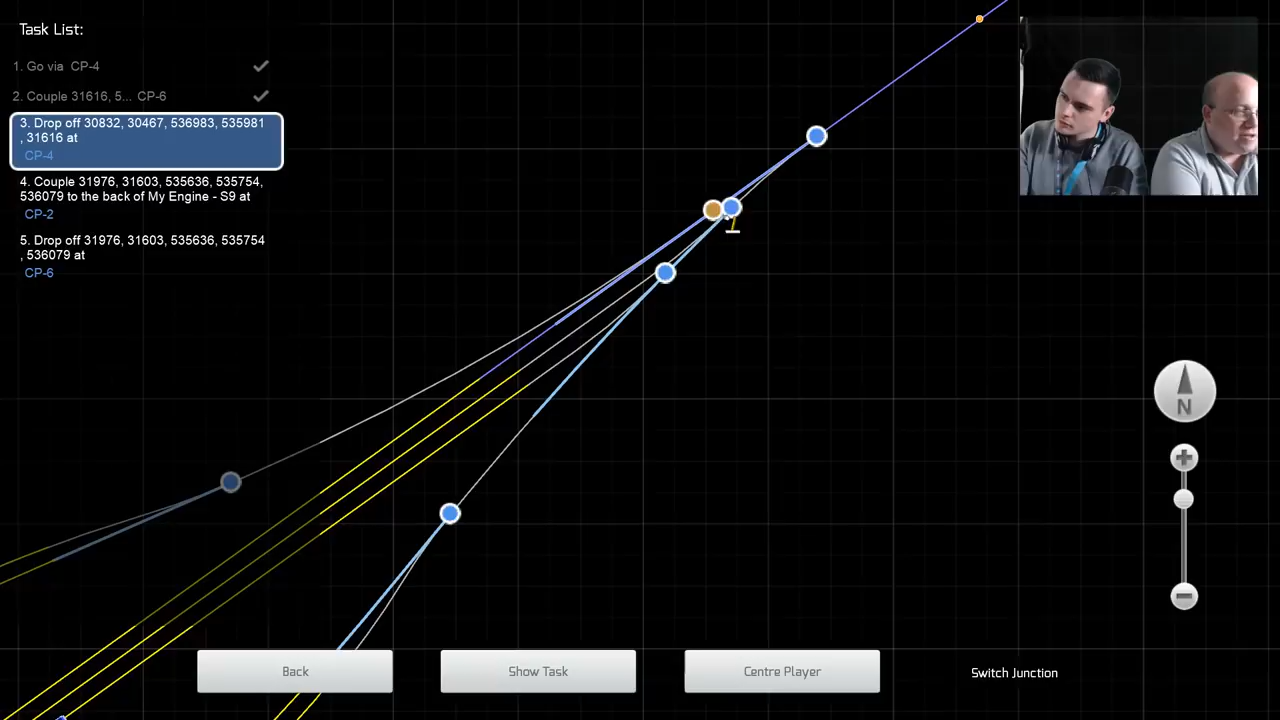 Task List:
1. Go via CP-4
2. Couple 31616, 5... CP-6
3. Drop off 30832, 30467, 536983, 535981
, 31616 at
CP-4
4. Couple 31976, 31603, 535636, 535754,
536079 to the back of My Engine - S9 at
CP-2
5. Drop off 31976, 31603, 535636, 535754
, 536079 at
CP-6
N
Back
Show Task
Centre Player
Switch Junction